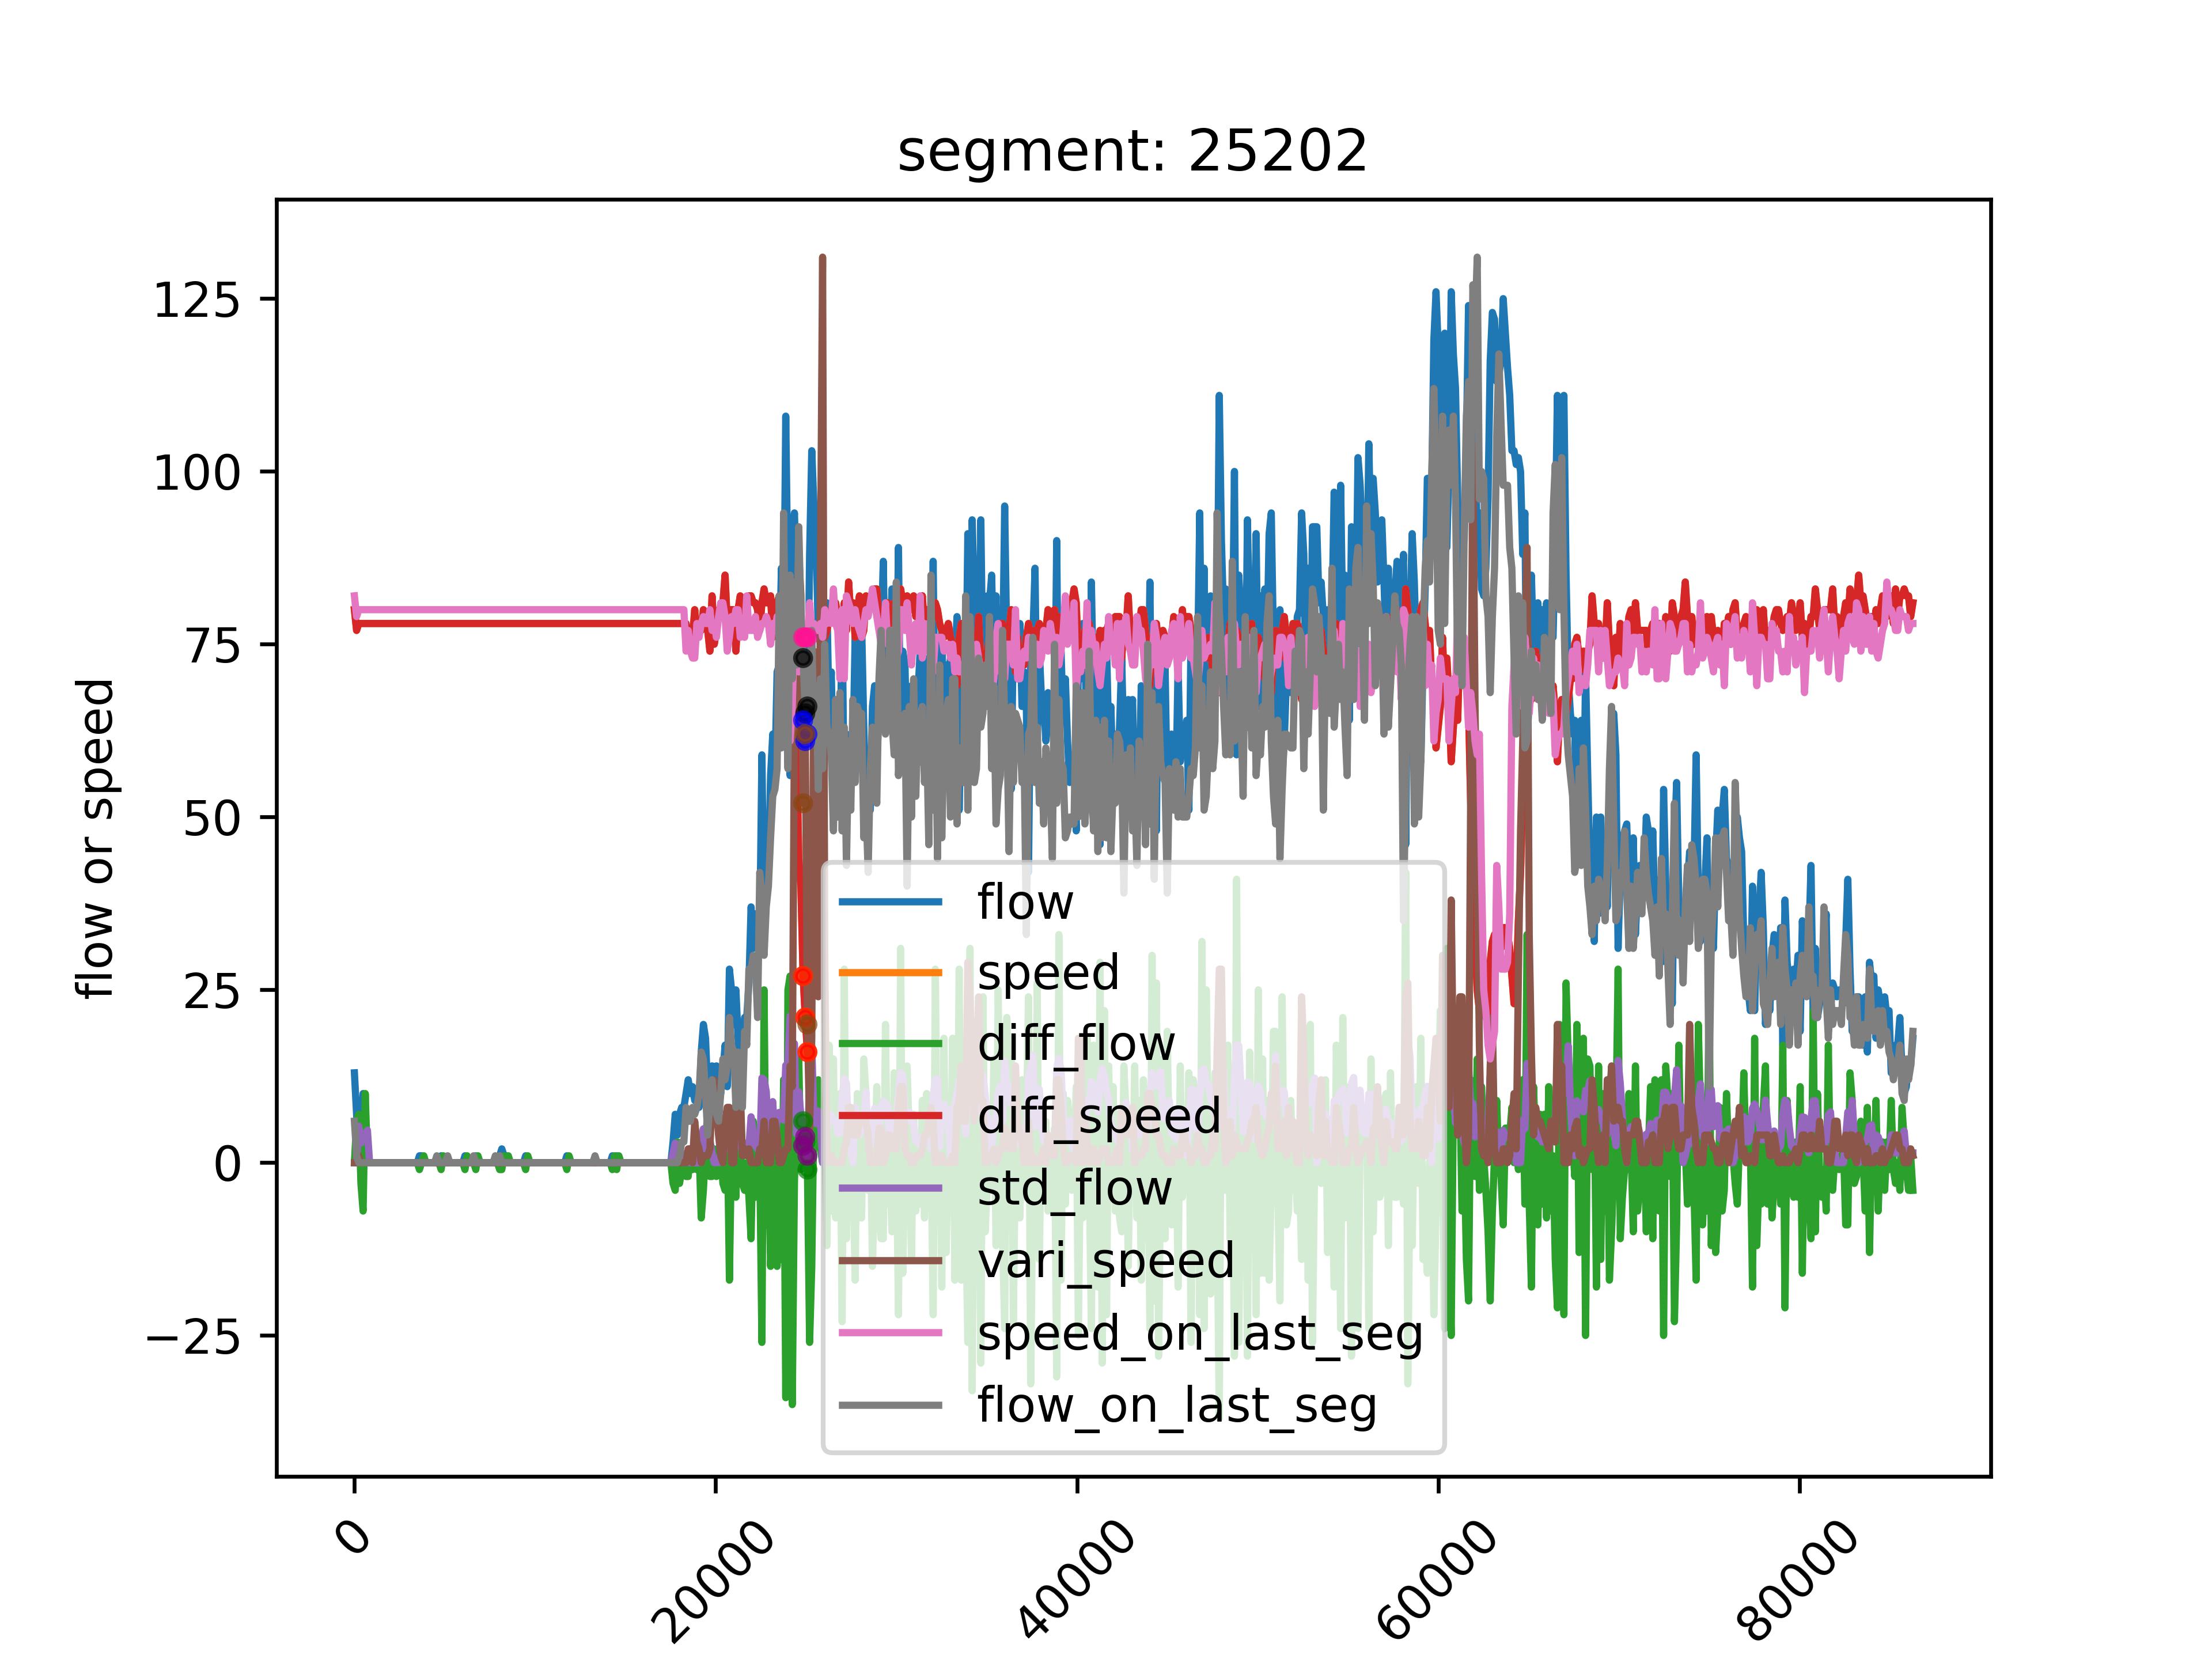 segment: 25202
flow or speed
125
100
75
50
25
0
−25
0
20000
40000
60000
80000
flow
speed
diff_flow
diff_speed
std_flow
vari_speed
speed_on_last_seg
flow_on_last_seg